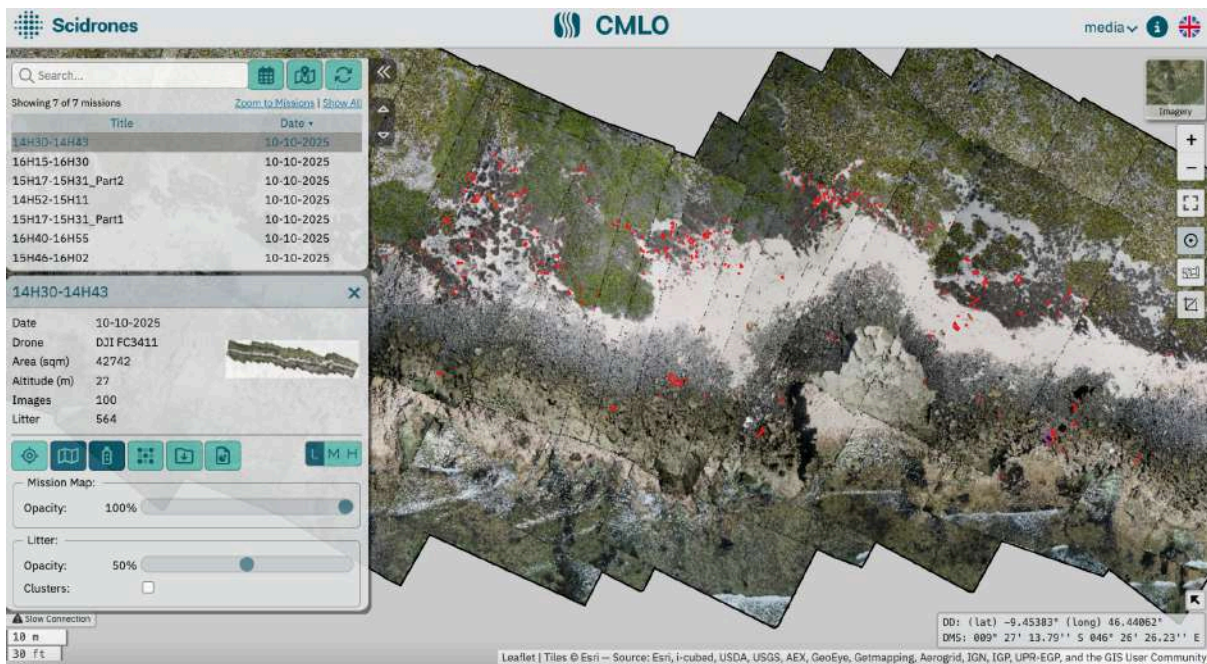 Scidrones
CMLO
media
Search...
Showing 7 of 7 missions
Zoom to Missions | Show All
Title Date
14H30-14H43 10-10-2025
16H15-16H30 10-10-2025
15H17-15H31_Part2 10-10-2025
14H52-15H11 10-10-2025
15H17-15H31_Part1 10-10-2025
16H40-16H55 10-10-2025
15H46-16H02 10-10-2025
Imagery
+
−
14H30-14H43
Date 10-10-2025
Drone DJI FC3411
Area (sqm) 42742
Altitude (m) 27
Images 100
Litter 564
L M H
Mission Map:
Opacity: 100%
Litter:
Opacity: 50%
Clusters:
Slow Connection
10 m
30 ft
DD: (lat) -9.45383° (long) 46.44062°
DMS: 009° 27' 13.79'' S 046° 26' 26.23'' E
Leaflet | Tiles © Esri — Source: Esri, i-cubed, USDA, USGS, AEX, GeoEye, Getmapping, Aerogrid, IGN, IGP, UPR-EGP, and the GIS User Community